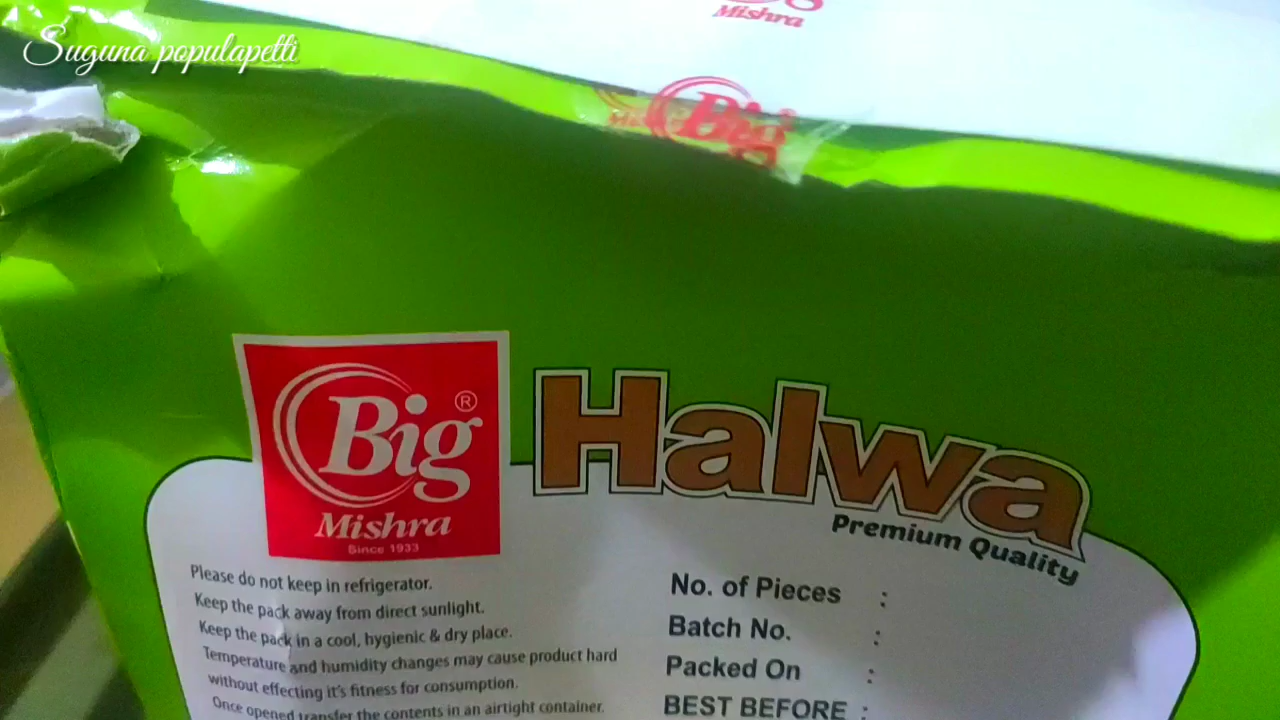 Suguna populapetti
Mishra
Big
Big
®
Mishra
Since 1933
Halwa
Premium Quality
Please do not keep in refrigerator.
Keep the pack away from direct sunlight.
Keep the pack in a cool, hygienic & dry place.
Temperature and humidity changes may cause product hard
without effecting it's fitness for consumption.
Once opened transfer the contents in an airtight container.
No. of Pieces :
Batch No. :
Packed On :
BEST BEFORE :